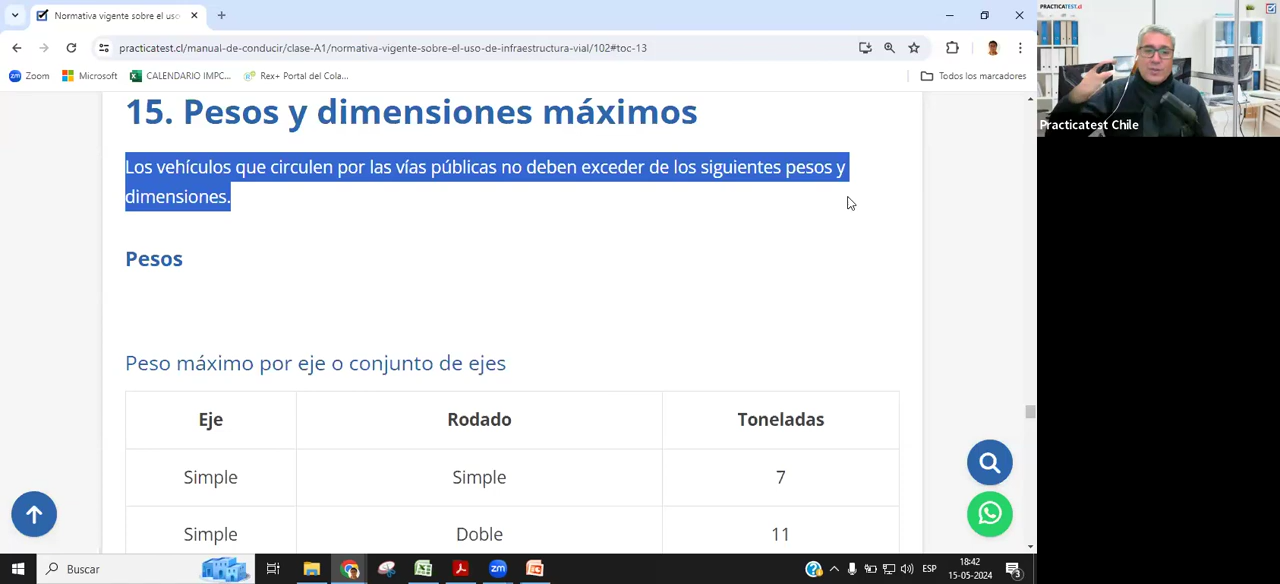 Normativa vigente sobre el uso
practicatest.cl/manual-de-conducir/clase-A1/normativa-vigente-sobre-el-uso-de-infraestructura-vial/102#toc-13
Zoom
Microsoft
CALENDARIO IMPC...
Rex+ Portal del Cola...
Todos los marcadores
15. Pesos y dimensiones máximos
Los vehículos que circulen por las vías públicas no deben exceder de los siguientes pesos y
dimensiones.
Pesos
Peso máximo por eje o conjunto de ejes
Eje Rodado Toneladas
Simple Simple 7
Simple Doble 11
PRACTICATEST.cl
Practicatest Chile
Buscar
ESP
18:42
15-05-2024
3